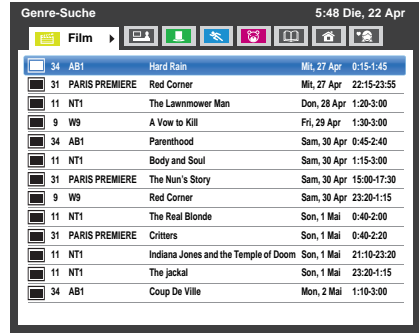 Genre-Suche 5:48 Die, 22 Apr
Film
34 AB1 Hard Rain Mit, 27 Apr 0:15-1:45
31 PARIS PREMIERE Red Corner Mit, 27 Apr 22:15-23:55
11 NT1 The Lawnmower Man Don, 28 Apr 1:20-3:00
9 W9 A Vow to Kill Fri, 29 Apr 1:30-3:00
34 AB1 Parenthood Sam, 30 Apr 0:45-2:40
11 NT1 Body and Soul Sam, 30 Apr 1:15-3:00
31 PARIS PREMIERE The Nun's Story Sam, 30 Apr 15:00-17:30
9 W9 Red Corner Sam, 30 Apr 23:20-1:15
11 NT1 The Real Blonde Son, 1 Mai 0:40-2:00
31 PARIS PREMIERE Critters Son, 1 Mai 0:40-2:20
11 NT1 Indiana Jones and the Temple of Doom Son, 1 Mai 21:10-23:20
11 NT1 The jackal Son, 1 Mai 23:20-1:15
34 AB1 Coup De Ville Mon, 2 Mai 1:10-3:00